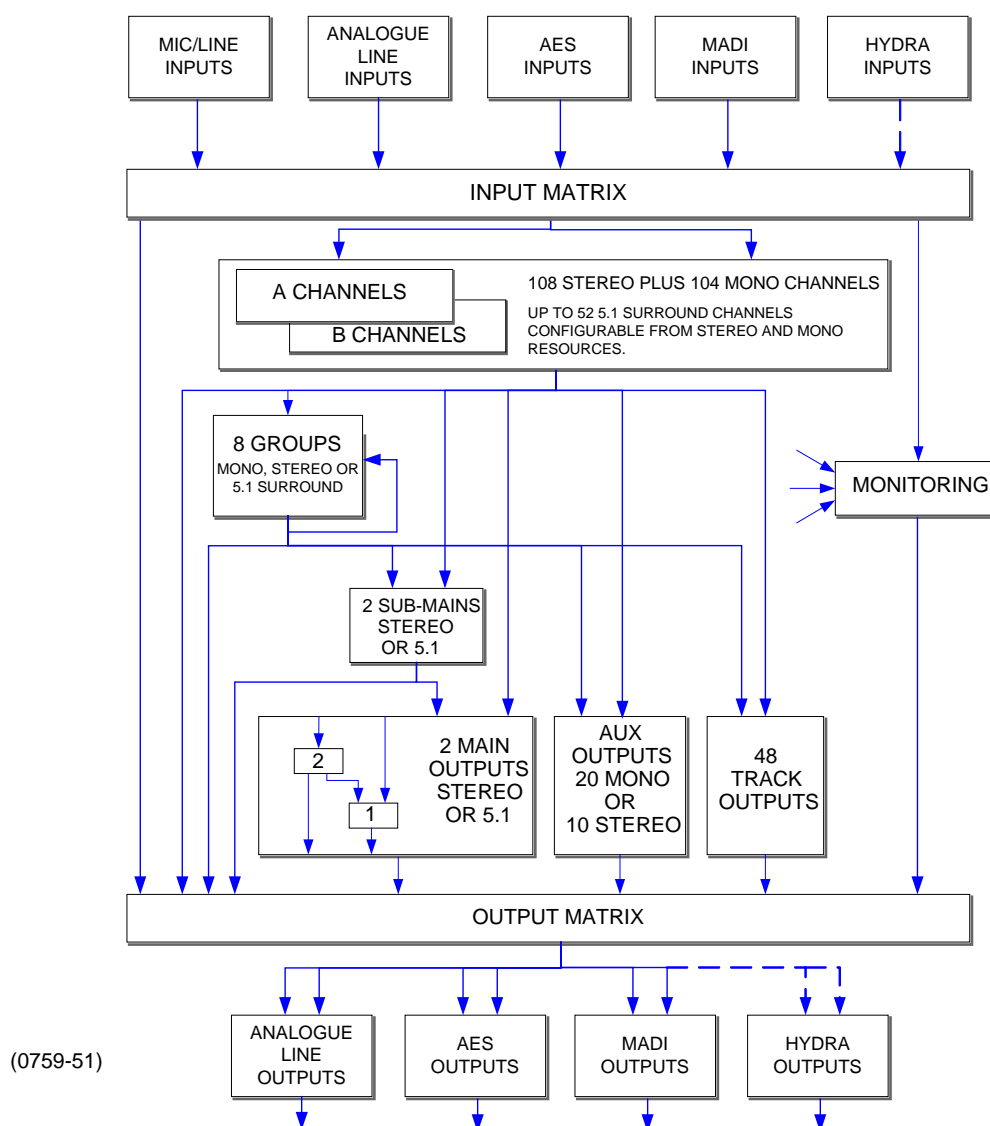 MIC/LINE
INPUTS
ANALOGUE
LINE
INPUTS
AES
INPUTS
MADI
INPUTS
HYDRA
INPUTS
INPUT MATRIX
A CHANNELS
B CHANNELS
108 STEREO PLUS 104 MONO CHANNELS
UP TO 52 5.1 SURROUND CHANNELS
CONFIGURABLE FROM STEREO AND MONO
RESOURCES.
8 GROUPS
MONO, STEREO OR
5.1 SURROUND
MONITORING
2 SUB-MAINS
STEREO
OR 5.1
2
1
2 MAIN
OUTPUTS
STEREO
OR 5.1
AUX
OUTPUTS
20 MONO
OR
10 STEREO
48
TRACK
OUTPUTS
OUTPUT MATRIX
ANALOGUE
LINE
OUTPUTS
AES
OUTPUTS
MADI
OUTPUTS
HYDRA
OUTPUTS
(0759-51)